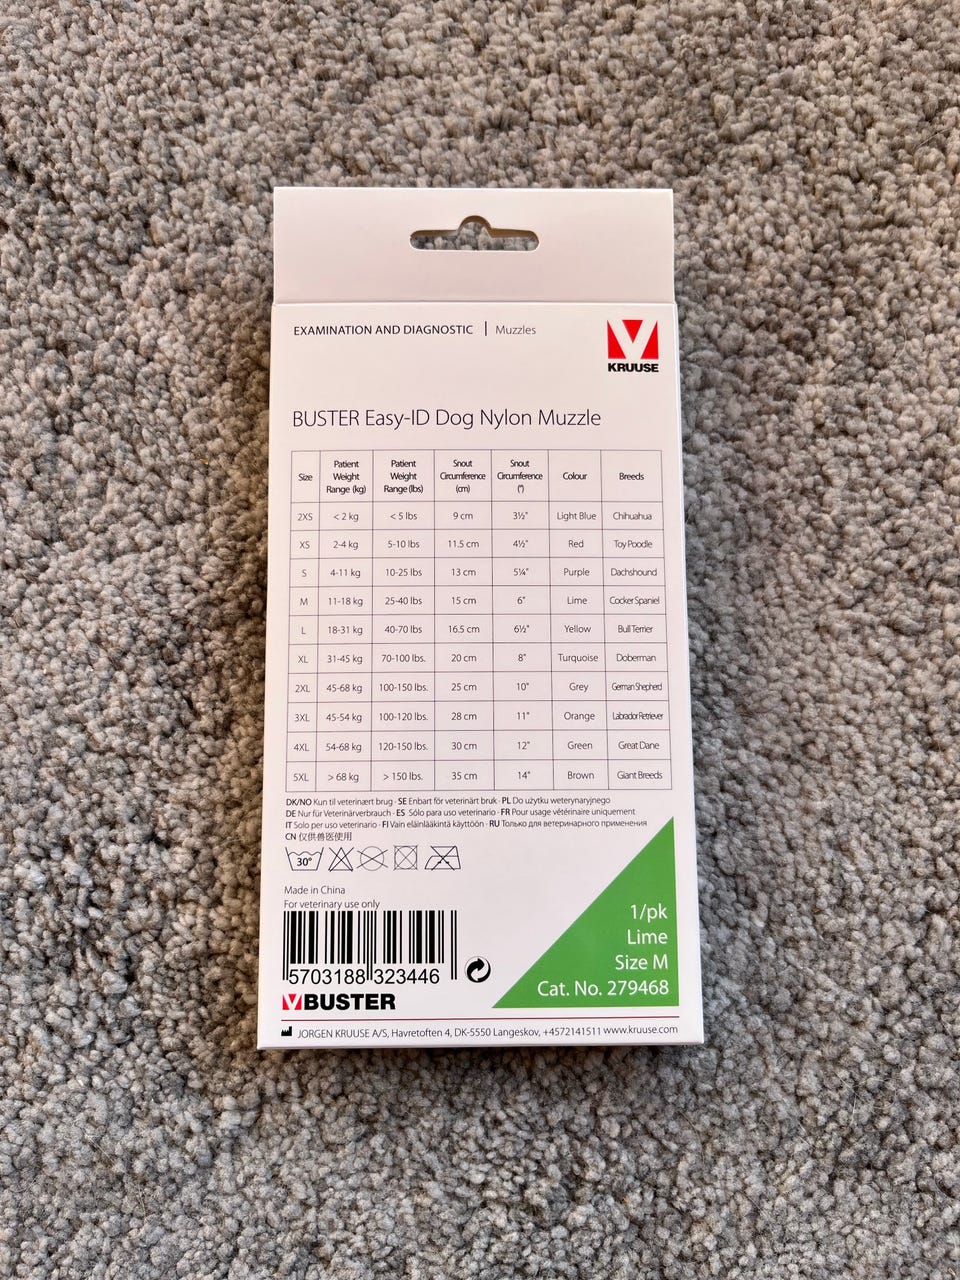 EXAMINATION AND DIAGNOSTIC | Muzzles
KRUUSE
BUSTER Easy-ID Dog Nylon Muzzle
Size Patient Weight Range (kg) Patient Weight Range (lbs) Snout Circumference (cm) Snout Circumference (") Colour Breeds
2XS < 2 kg < 5 lbs 9 cm 3½" Light Blue Chihuahua
XS 2-4 kg 5-10 lbs 11.5 cm 4½" Red Toy Poodle
S 4-11 kg 10-25 lbs 13 cm 5¼" Purple Dachshound
M 11-18 kg 25-40 lbs 15 cm 6" Lime Cocker Spaniel
L 18-31 kg 40-70 lbs 16.5 cm 6½" Yellow Bull Terrier
XL 31-45 kg 70-100 lbs. 20 cm 8" Turquoise Doberman
2XL 45-68 kg 100-150 lbs. 25 cm 10" Grey German Shepherd
3XL 45-54 kg 100-120 lbs. 28 cm 11" Orange Labrador Retriever
4XL 54-68 kg 120-150 lbs. 30 cm 12" Green Great Dane
5XL > 68 kg > 150 lbs. 35 cm 14" Brown Giant Breeds
DK/NO Kun til veterinært brug · SE Enbart för veterinärt bruk · PL Do użytku weterynaryjnego
DE Nur für Veterinärverbrauch · ES Sólo para uso veterinario · FR Pour usage vétérinaire uniquement
IT Solo per uso veterinario · FI Vain eläinlääkintä käyttöön · RU Только для ветеринарного применения
CN 仅供兽医使用
30°
Made in China
For veterinary use only
5703188 323446
BUSTER
1/pk
Lime
Size M
Cat. No. 279468
JORGEN KRUUSE A/S, Havretoften 4, DK-5550 Langeskov, +4572141511 www.kruuse.com